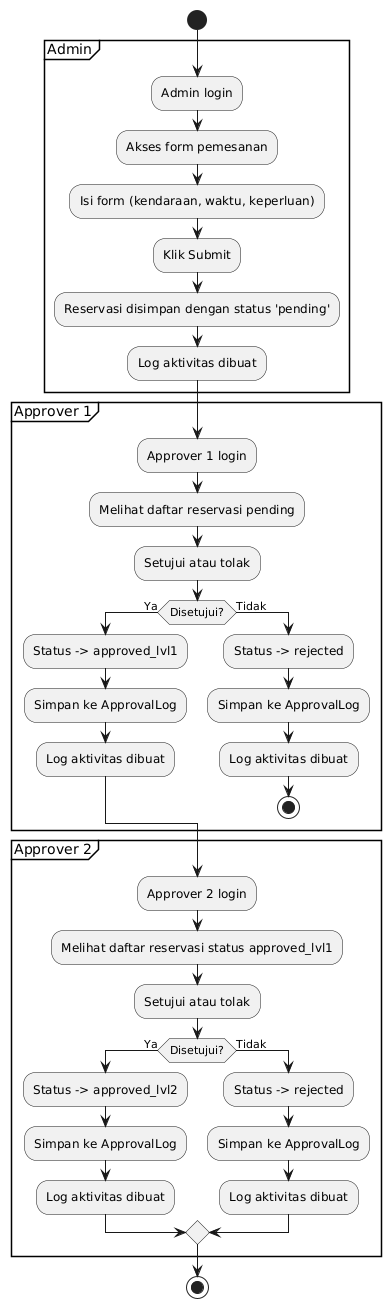 Admin
Admin login
Akses form pemesanan
Isi form (kendaraan, waktu, keperluan)
Klik Submit
Reservasi disimpan dengan status 'pending'
Log aktivitas dibuat
Approver 1
Approver 1 login
Melihat daftar reservasi pending
Setujui atau tolak
Ya
Disetujui?
Tidak
Status -> approved_lvl1
Status -> rejected
Simpan ke ApprovalLog
Simpan ke ApprovalLog
Log aktivitas dibuat
Log aktivitas dibuat
Approver 2
Approver 2 login
Melihat daftar reservasi status approved_lvl1
Setujui atau tolak
Ya
Disetujui?
Tidak
Status -> approved_lvl2
Status -> rejected
Simpan ke ApprovalLog
Simpan ke ApprovalLog
Log aktivitas dibuat
Log aktivitas dibuat